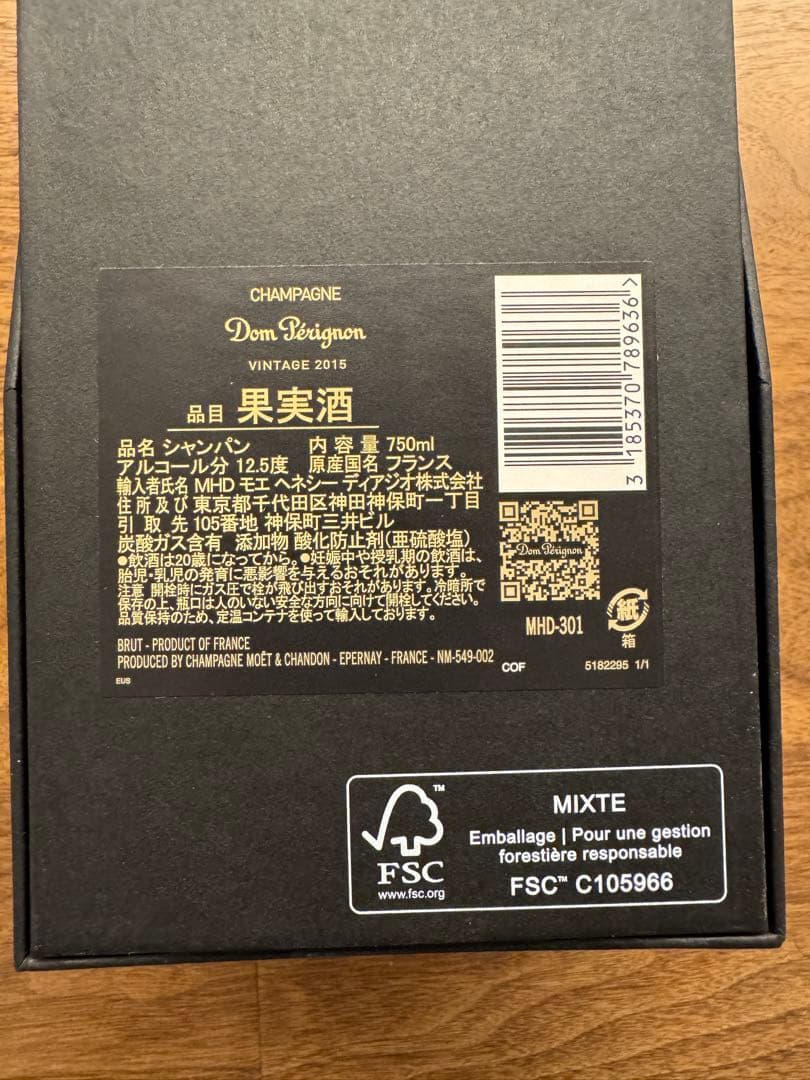 CHAMPAGNE
Dom Pérignon
VINTAGE 2015
品目 果実酒
品名 シャンパン 内容量 750ml
アルコール分 12.5度 原産国名 フランス
輸入者氏名 MHD モエ ヘネシー ディアジオ株式会社
住所及び 東京都千代田区神田神保町一丁目
引取先 105番地 神保町三井ビル
炭酸ガス含有 添加物 酸化防止剤(亜硫酸塩)
●飲酒は20歳になってから。●妊娠中や授乳期の飲酒は、
胎児・乳児の発育に悪影響を与えるおそれがあります。
注意 開栓時にガス圧で栓が飛び出すおそれがあります。冷暗所で
保存の上、瓶口は人のいない安全な方向に向けて開栓してください。
品質保持のため、定温コンテナを使って輸入しております。
BRUT - PRODUCT OF FRANCE
PRODUCED BY CHAMPAGNE MOËT & CHANDON - EPERNAY - FRANCE - NM-549-002
EUS
COF
3 185370 789636 >
Dom Pérignon
MHD-301
紙
箱
5182295 1/1
FSC™
www.fsc.org
MIXTE
Emballage | Pour une gestion
forestière responsable
FSC™ C105966